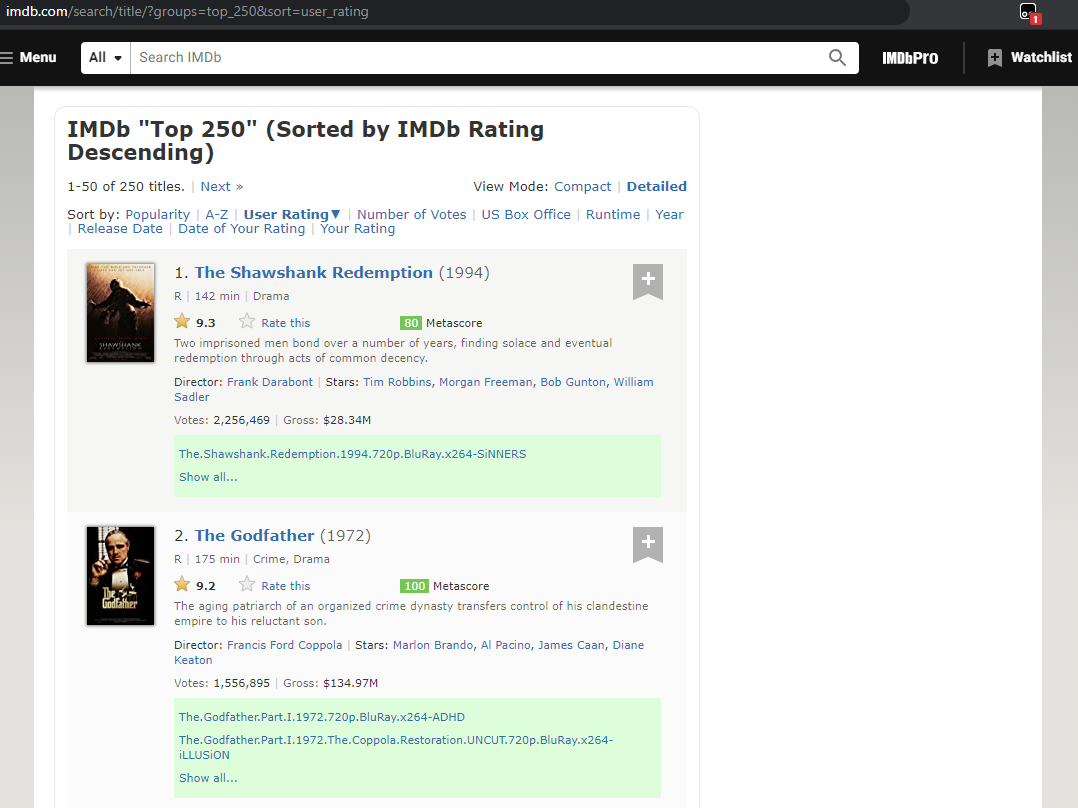 imdb.com/search/title/?groups=top_250&sort=user_rating
1
Menu
All
Search IMDb
IMDbPro
Watchlist
IMDb "Top 250" (Sorted by IMDb Rating
Descending)
1-50 of 250 titles. | Next »
View Mode: Compact | Detailed
Sort by: Popularity | A-Z | User Rating▼ | Number of Votes | US Box Office | Runtime | Year
| Release Date | Date of Your Rating | Your Rating
1. The Shawshank Redemption (1994)
R | 142 min | Drama
9.3 Rate this 80 Metascore
Two imprisoned men bond over a number of years, finding solace and eventual
redemption through acts of common decency.
Director: Frank Darabont | Stars: Tim Robbins, Morgan Freeman, Bob Gunton, William
Sadler
Votes: 2,256,469 | Gross: $28.34M
The.Shawshank.Redemption.1994.720p.BluRay.x264-SiNNERS
Show all...
SHAWSHANK
2. The Godfather (1972)
R | 175 min | Crime, Drama
9.2 Rate this 100 Metascore
The aging patriarch of an organized crime dynasty transfers control of his clandestine
empire to his reluctant son.
Director: Francis Ford Coppola | Stars: Marlon Brando, Al Pacino, James Caan, Diane
Keaton
Votes: 1,556,895 | Gross: $134.97M
The.Godfather.Part.I.1972.720p.BluRay.x264-ADHD
The.Godfather.Part.I.1972.The.Coppola.Restoration.UNCUT.720p.BluRay.x264-
iLLUSiON
Show all...
The
Godfather